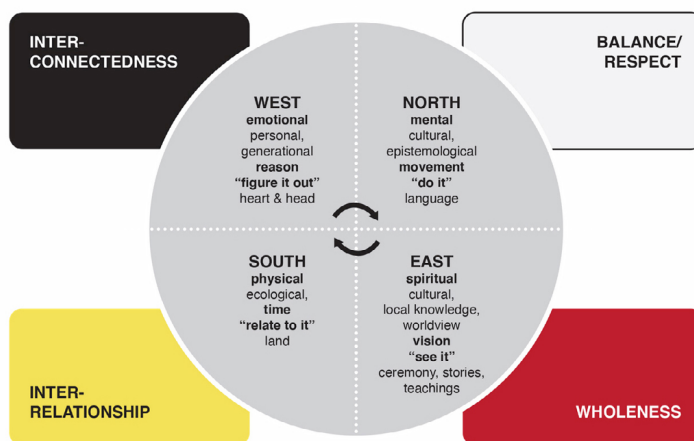 INTER-
CONNECTEDNESS
BALANCE/
RESPECT
WEST
emotional
personal,
generational
reason
“figure it out”
heart & head
NORTH
mental
cultural,
epistemological
movement
“do it”
language
SOUTH
physical
ecological,
time
“relate to it”
land
EAST
spiritual
cultural,
local knowledge,
worldview
vision
“see it”
ceremony, stories,
teachings
INTER-
RELATIONSHIP
WHOLENESS